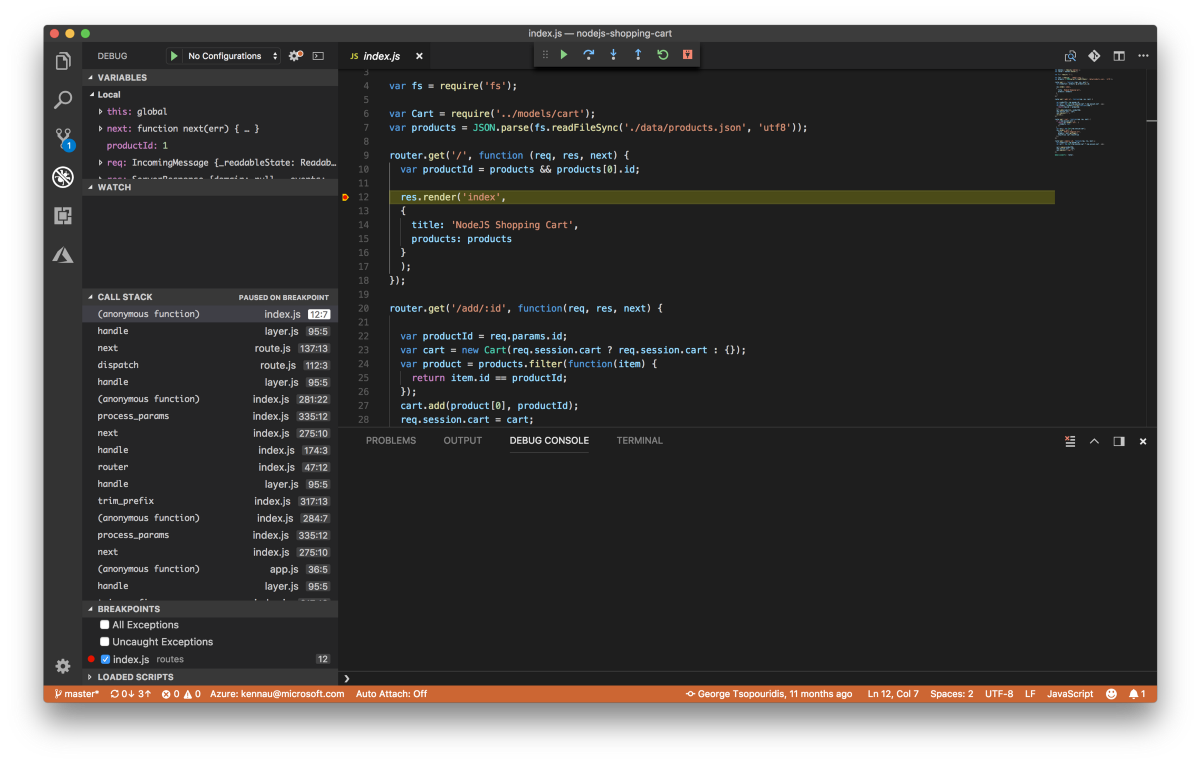 index.js — nodejs-shopping-cart
DEBUG
No Configurations
JS index.js
VARIABLES
Local
this: global
next: function next(err) { … }
productId: 1
req: IncomingMessage {_readableState: Readab…
WATCH
CALL STACK PAUSED ON BREAKPOINT
(anonymous function) index.js 12:7
handle layer.js 95:5
next route.js 137:13
dispatch route.js 112:3
handle layer.js 95:5
(anonymous function) index.js 281:22
process_params index.js 335:12
next index.js 275:10
handle index.js 174:3
router index.js 47:12
handle layer.js 95:5
trim_prefix index.js 317:13
(anonymous function) index.js 284:7
process_params index.js 335:12
next index.js 275:10
(anonymous function) app.js 36:5
handle layer.js 95:5
BREAKPOINTS
All Exceptions
Uncaught Exceptions
index.js routes 12
LOADED SCRIPTS
3
4 var fs = require('fs');
5
6 var Cart = require('../models/cart');
7 var products = JSON.parse(fs.readFileSync('./data/products.json', 'utf8'));
8
9 router.get('/', function (req, res, next) {
10 var productId = products && products[0].id;
11
12 res.render('index',
13 {
14 title: 'NodeJS Shopping Cart',
15 products: products
16 }
17 );
18 });
19
20 router.get('/add/:id', function(req, res, next) {
21
22 var productId = req.params.id;
23 var cart = new Cart(req.session.cart ? req.session.cart : {});
24 var product = products.filter(function(item) {
25 return item.id == productId;
26 });
27 cart.add(product[0], productId);
28 req.session.cart = cart;
PROBLEMS OUTPUT DEBUG CONSOLE TERMINAL
1
master* 0↓ 3↑ 0 0 Azure: kennau@microsoft.com Auto Attach: Off George Tsopouridis, 11 months ago Ln 12, Col 7 Spaces: 2 UTF-8 LF JavaScript 1